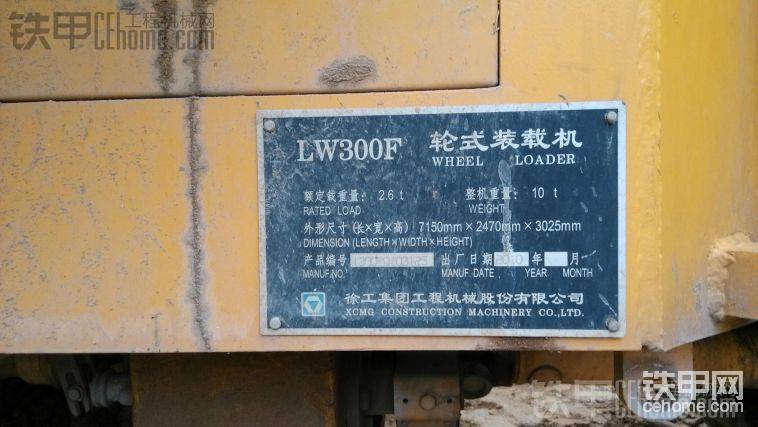 铁甲 工程机械网
CEhome.com
LW300F 轮式装载机
WHEEL LOADER
额定载重量： 2.6 t 整机重量： 10 t
RATED LOAD WEIGHT
外形尺寸 (长×宽×高) 7150mm×2470mm×3025mm
DIMENSION (LENGTH×WIDTH×HEIGHT)
产品编号 出厂日期 年 月
MANUF.NO. MANUF.DATE YEAR MONTH
徐工集团工程机械股份有限公司
XCMG CONSTRUCTION MACHINERY CO.,LTD.
铁甲网
cehome.com